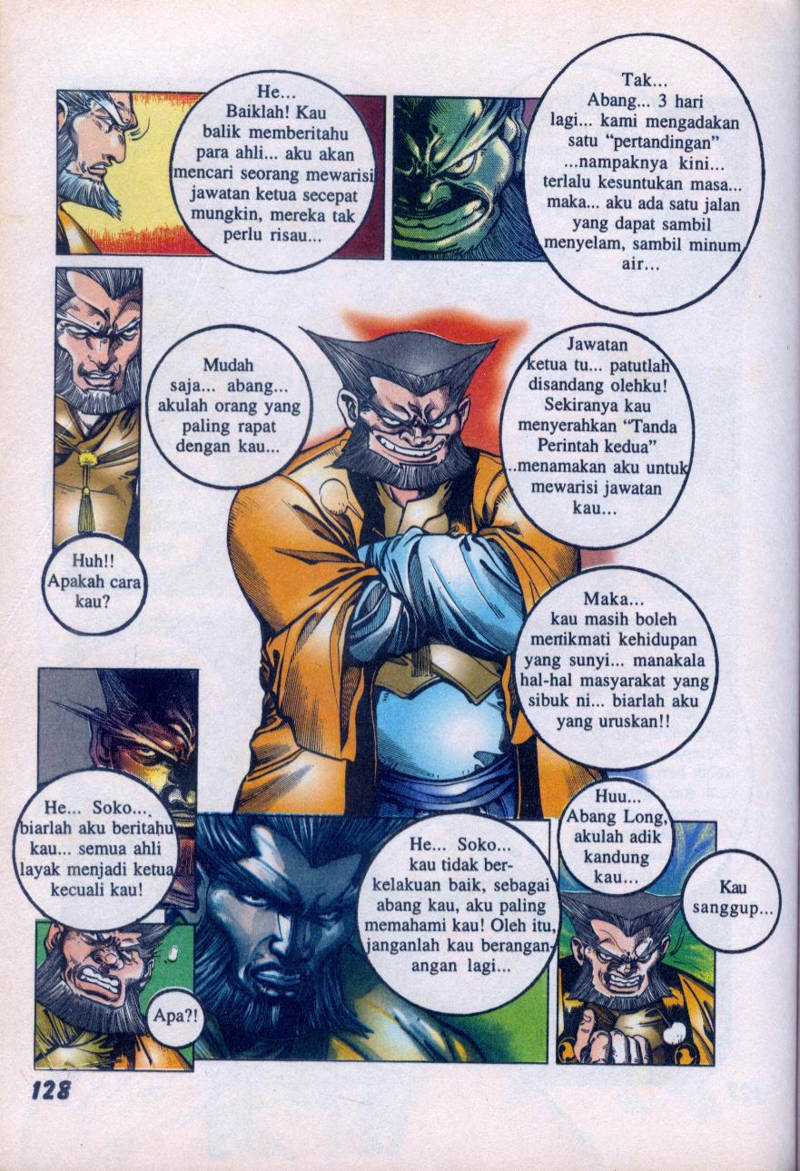 He...
Baiklah! Kau
balik memberitahu
para ahli... aku akan
mencari seorang mewarisi
jawatan ketua secepat
mungkin, mereka tak
perlu risau...
Tak...
Abang... 3 hari
lagi... kami mengadakan
satu “pertandingan”
...nampaknya kini...
terlalu kesuntukan masa...
maka... aku ada satu jalan
yang dapat sambil
menyelam, sambil minum
air...
Huh!!
Apakah cara
kau?
Mudah
saja... abang...
akulah orang yang
paling rapat
dengan kau...
Jawatan
ketua tu... patutlah
disandang olehku!
Sekiranya kau
menyerahkan “Tanda
Perintah kedua”
...menamakan aku untuk
mewarisi jawatan
kau...
Maka...
kau masih boleh
menikmati kehidupan
yang sunyi... manakala
hal-hal masyarakat yang
sibuk ni... biarlah aku
yang uruskan!!
He... Soko...
biarlah aku beritahu
kau... semua ahli
layak menjadi ketua
kecuali kau!
Apa?!
He... Soko...
kau tidak ber-
kelakuan baik, sebagai
abang kau, aku paling
memahami kau! Oleh itu,
janganlah kau berangan-
angan lagi...
Huu...
Abang Long,
akulah adik
kandung
kau...
Kau
sanggup...
128